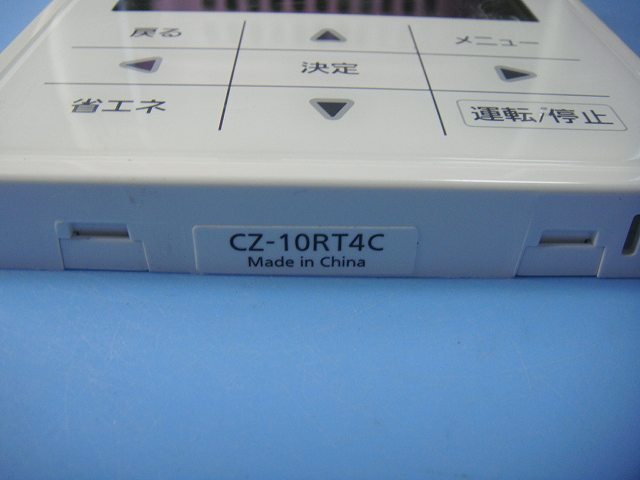 戻る ▲ メニュー
◀ 決定 ▶
省エネ ▼ 運転/停止
CZ-10RT4C
Made in China